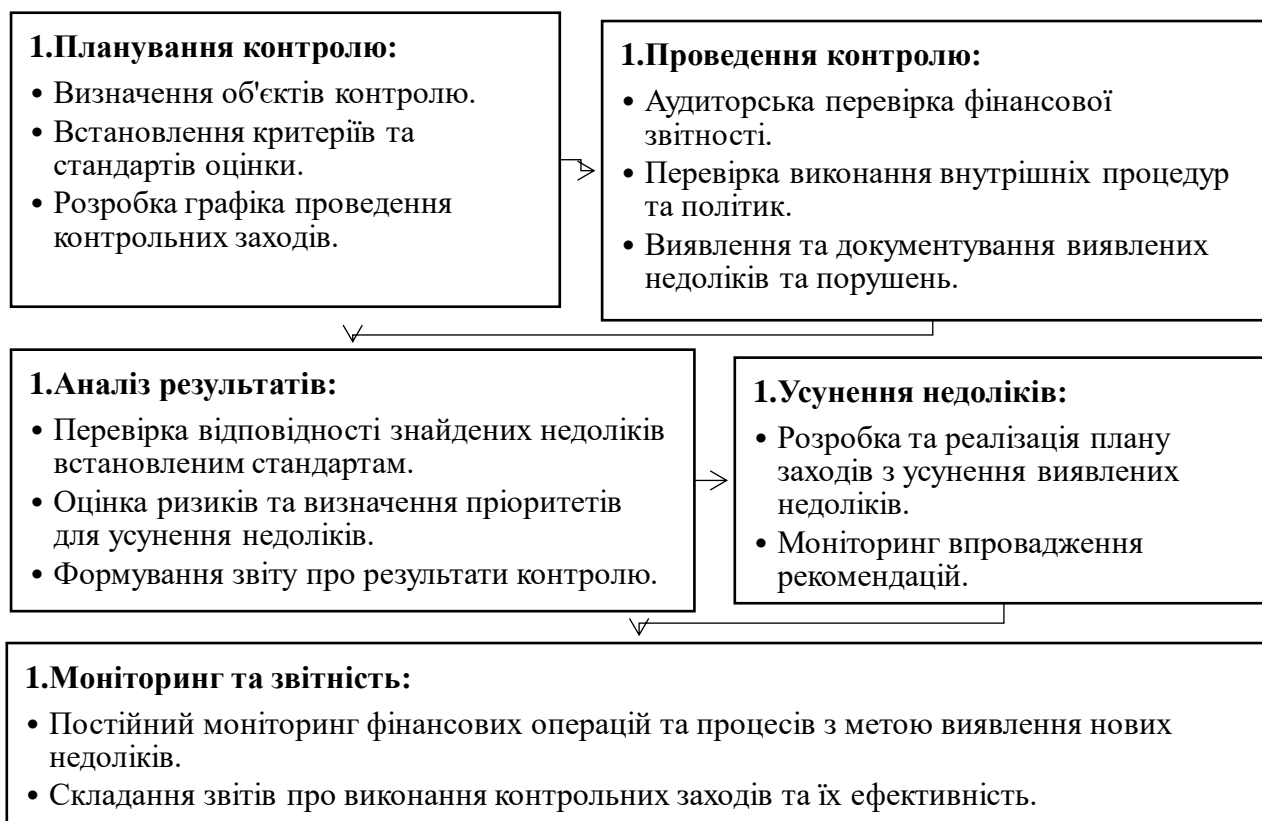 1.Планування контролю:
• Визначення об'єктів контролю.
• Встановлення критеріїв та
стандартів оцінки.
• Розробка графіка проведення
контрольних заходів.
1.Проведення контролю:
• Аудиторська перевірка фінансової
звітності.
• Перевірка виконання внутрішніх процедур
та політик.
• Виявлення та документування виявлених
недоліків та порушень.
1.Аналіз результатів:
• Перевірка відповідності знайдених недоліків
встановленим стандартам.
• Оцінка ризиків та визначення пріоритетів
для усунення недоліків.
• Формування звіту про результати контролю.
1.Усунення недоліків:
• Розробка та реалізація плану
заходів з усунення виявлених
недоліків.
• Моніторинг впровадження
рекомендацій.
1.Моніторинг та звітність:
• Постійний моніторинг фінансових операцій та процесів з метою виявлення нових
недоліків.
• Складання звітів про виконання контрольних заходів та їх ефективність.